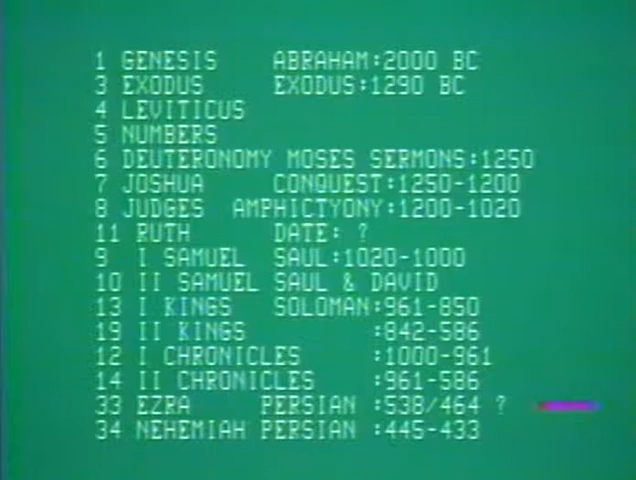 1 GENESIS ABRAHAM:2000 BC
3 EXODUS EXODUS:1290 BC
4 LEVITICUS
5 NUMBERS
6 DEUTERONOMY MOSES SERMONS:1250
7 JOSHUA CONQUEST:1250-1200
8 JUDGES AMPHICTYONY:1200-1020
11 RUTH DATE: ?
9 I SAMUEL SAUL:1020-1000
10 II SAMUEL SAUL & DAVID
13 I KINGS SOLOMAN:961-850
19 II KINGS :842-586
12 I CHRONICLES :1000-961
14 II CHRONICLES :961-586
33 EZRA PERSIAN :538/464 ?
34 NEHEMIAH PERSIAN :445-433